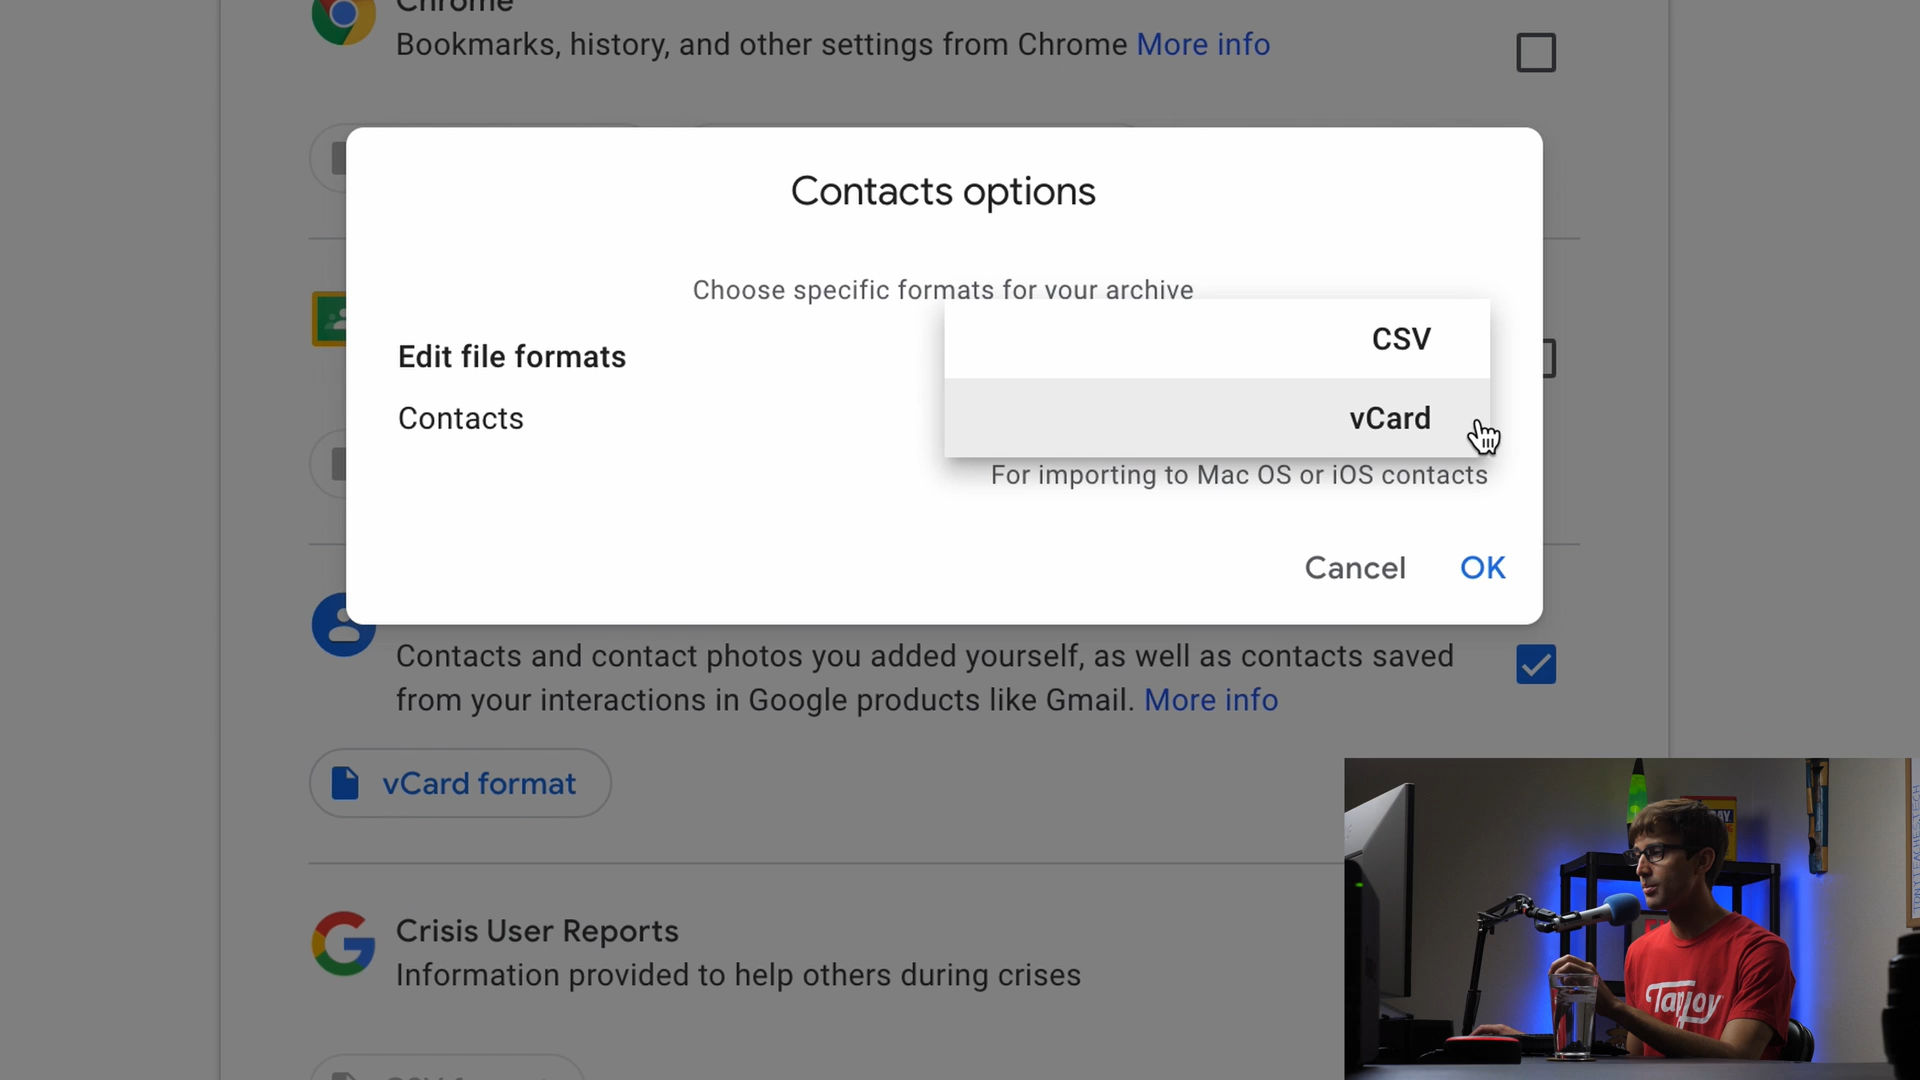 Chrome
Bookmarks, history, and other settings from Chrome More info
Contacts options
Choose specific formats for your archive
CSV
Edit file formats
Contacts
vCard
For importing to Mac OS or iOS contacts
Cancel OK
Contacts and contact photos you added yourself, as well as contacts saved
from your interactions in Google products like Gmail. More info
vCard format
Crisis User Reports
Information provided to help others during crises
Tapjoy